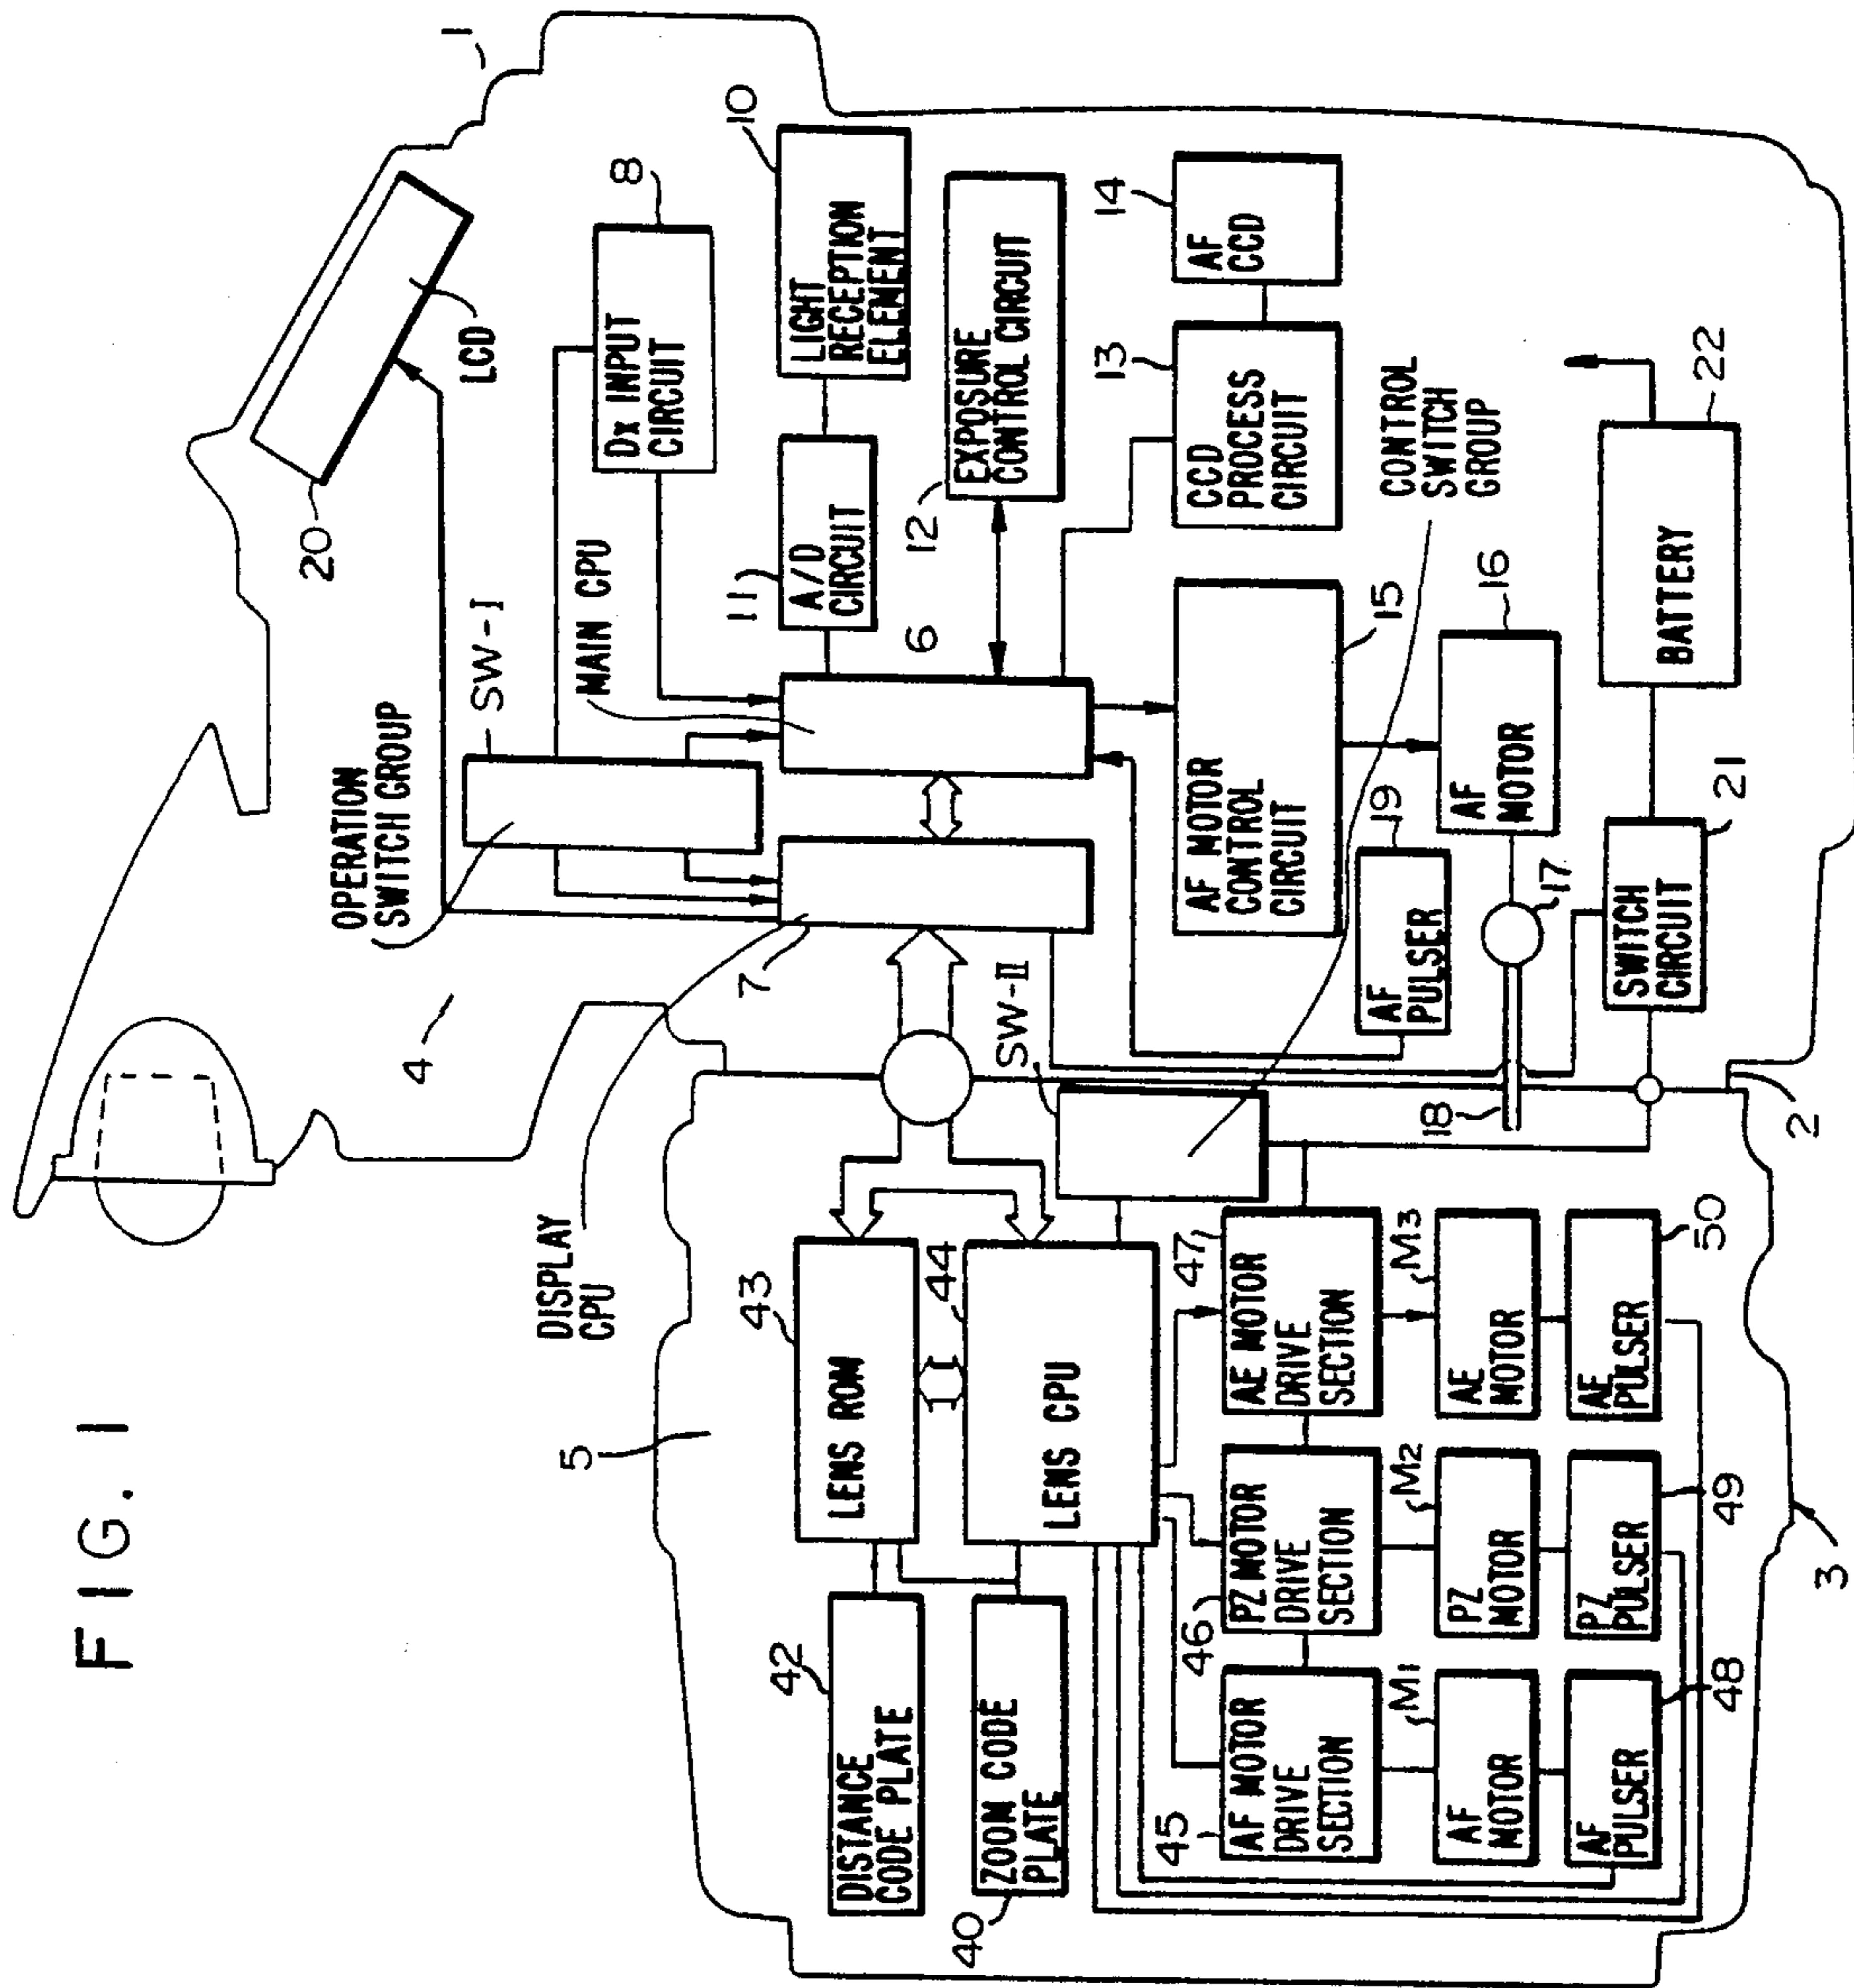 FIG. 1
1
20
LCD
OPERATION
SWITCH GROUP
SW-I
4
MAIN CPU
Dx INPUT
CIRCUIT
8
LIGHT
RECEPTION
ELEMENT
10
A/D
CIRCUIT
11
6
EXPOSURE
CONTROL CIRCUIT
12
CCD
PROCESS
CIRCUIT
13
AF
CCD
14
CONTROL
SWITCH
GROUP
AF MOTOR
CONTROL
CIRCUIT
15
AF
MOTOR
16
AF
PULSER
19
17
18
BATTERY
22
SWITCH
CIRCUIT
21
7
DISPLAY
CPU
SW-II
2
5
LENS ROM
43
LENS CPU
44
DISTANCE
CODE PLATE
42
ZOOM CODE
PLATE
40
AF MOTOR
DRIVE
SECTION
45
PZ MOTOR
DRIVE
SECTION
46
AE MOTOR
DRIVE
SECTION
47
AF
MOTOR
M1
PZ
MOTOR
M2
AE
MOTOR
M3
AF
PULSER
48
PZ
PULSER
49
AE
PULSER
50
3